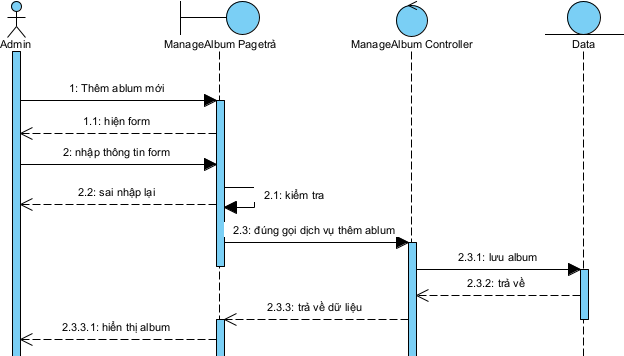 Admin
ManageAlbum Pagetrả
ManageAlbum Controller
Data
1: Thêm ablum mới
1.1: hiện form
2: nhập thông tin form
2.1: kiểm tra
2.2: sai nhập lại
2.3: đúng gọi dịch vụ thêm ablum
2.3.1: lưu album
2.3.2: trả về
2.3.3: trả về dữ liệu
2.3.3.1: hiển thị album